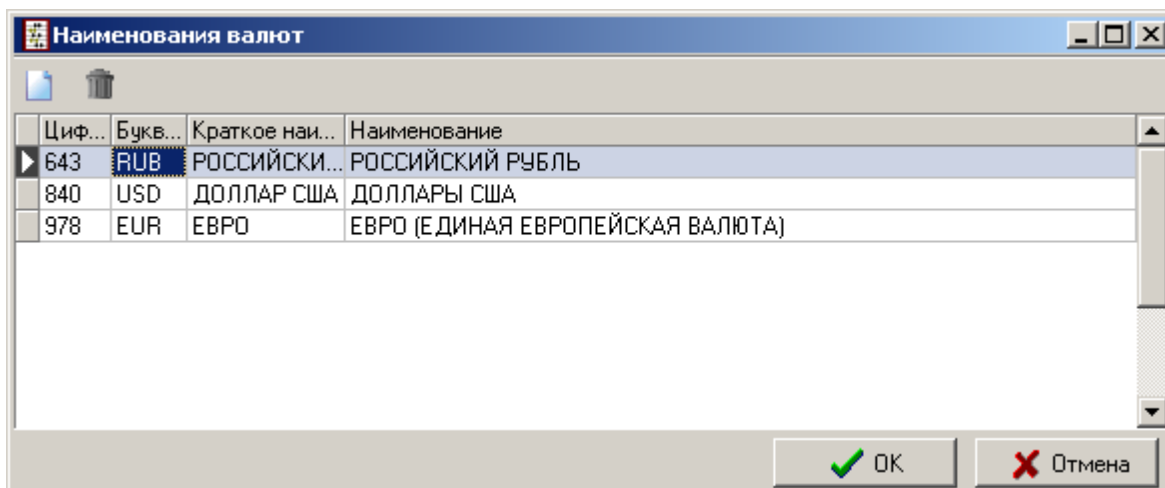 Наименования валют
Циф... Букв... Краткое наи... Наименование
643 RUB РОССИЙСКИ... РОССИЙСКИЙ РУБЛЬ
840 USD ДОЛЛАР США ДОЛЛАРЫ США
978 EUR ЕВРО ЕВРО (ЕДИНАЯ ЕВРОПЕЙСКАЯ ВАЛЮТА)
OK Отмена